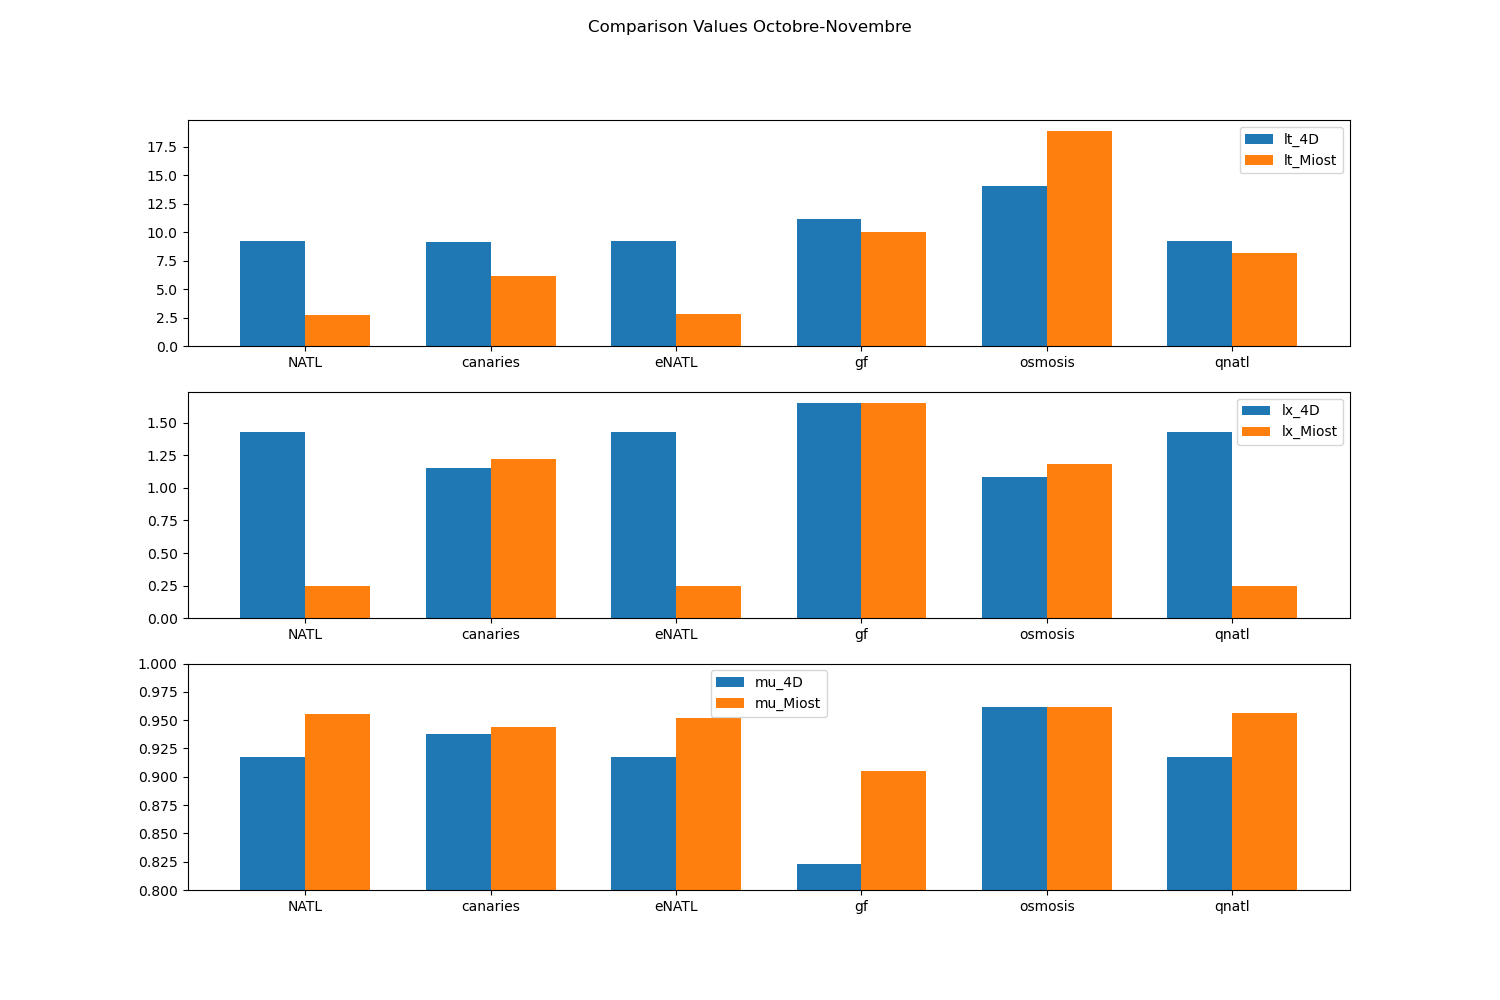 Comparison Values Octobre-Novembre
17.5
15.0
12.5
10.0
7.5
5.0
2.5
0.0
lt_4D
lt_Miost
NATL canaries eNATL gf osmosis qnatl
1.50
1.25
1.00
0.75
0.50
0.25
0.00
lx_4D
lx_Miost
NATL canaries eNATL gf osmosis qnatl
1.000
0.975
0.950
0.925
0.900
0.875
0.850
0.825
0.800
mu_4D
mu_Miost
NATL canaries eNATL gf osmosis qnatl